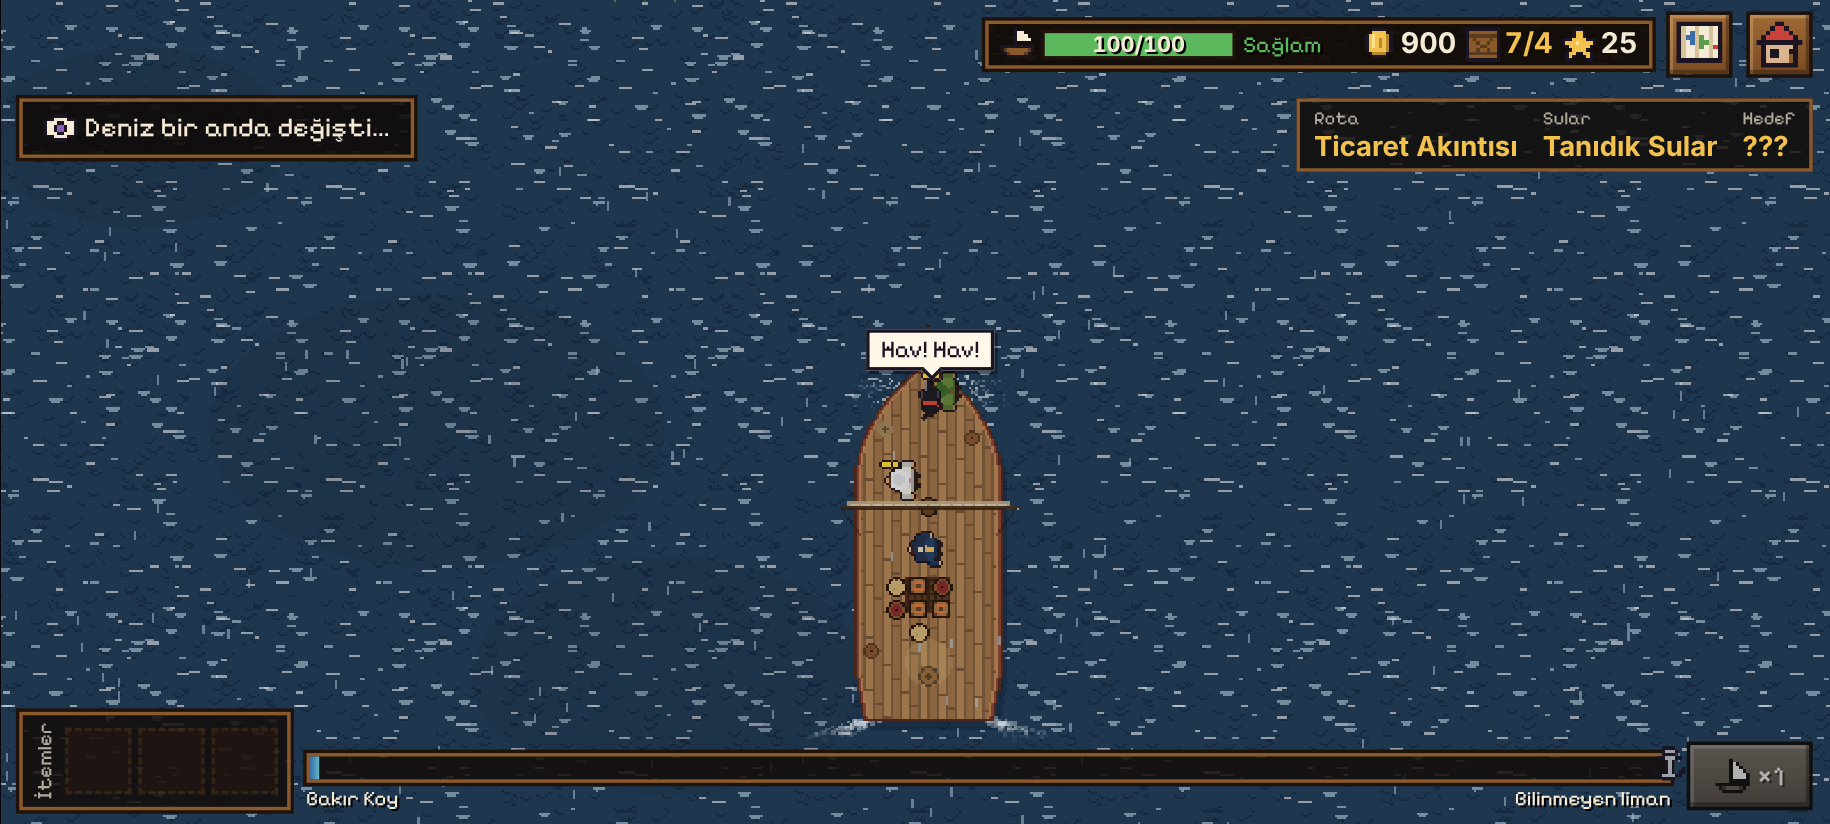 100/100 Sağlam 900 7/4 25
Deniz bir anda değişti...
Rota Sular Hedef
Ticaret Akıntısı Tanıdık Sular ???
Hav! Hav!
İtemler
Bakır Koy
Bilinmeyen liman
×1